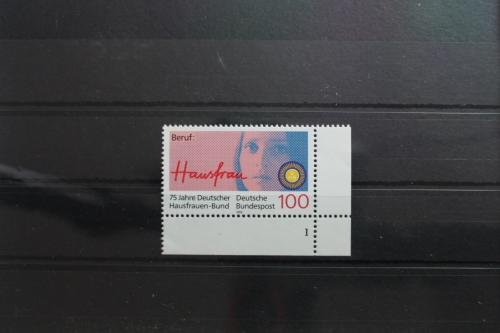 Beruf:
Hausfrau
75 Jahre Deutscher
Hausfrauen-Bund
Deutsche
Bundespost
100
1